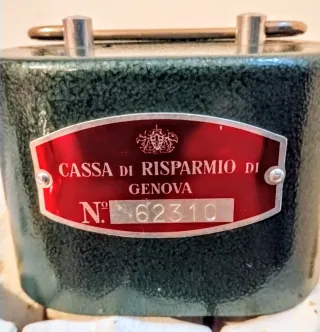 CASSA DI RISPARMIO DI
GENOVA
N.º 62310